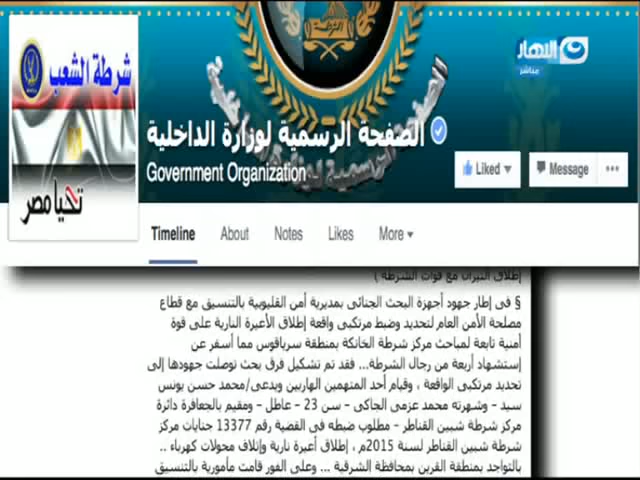 النهار
مباشر
شرطة الشعب
تحيا مصر
الصفحة الرسمية لوزارة الداخلية
Government Organization
Liked
Message
Timeline About Notes Likes More
إطلاق النيران مع قوات الشرطة )
§ فى إطار جهود أجهزة البحث الجنائى بمديرية أمن القليوبية بالتنسيق مع قطاع
مصلحة الأمن العام لتحديد وضبط مرتكبى واقعة إطلاق الأعيرة النارية على قوة
أمنية تابعة لمباحث مركز شرطة الخانكة بمنطقة سرياقوس مما أسفر عن
إستشهاد أربعة من رجال الشرطة... فقد تم تشكيل فرق بحث توصلت جهودها إلى
تحديد مرتكبى الواقعة ، وقيام أحد المتهمين الهاربين ويدعى/محمد حسن يونس
سيد - وشهرته محمد عزمى الجاكى - سن 23 - عاطل - ومقيم بالجعافرة دائرة
مركز شرطة شبين القناطر - مطلوب ضبطه فى القضية رقم 13377 جنايات مركز
شرطة شبين القناطر لسنة 2015م ، إطلاق أعيرة نارية وإتلاف محولات كهرباء ..
بالتواجد بمنطقة القرين بمحافظة الشرقية ... وعلى الفور قامت مأمورية بالتنسيق